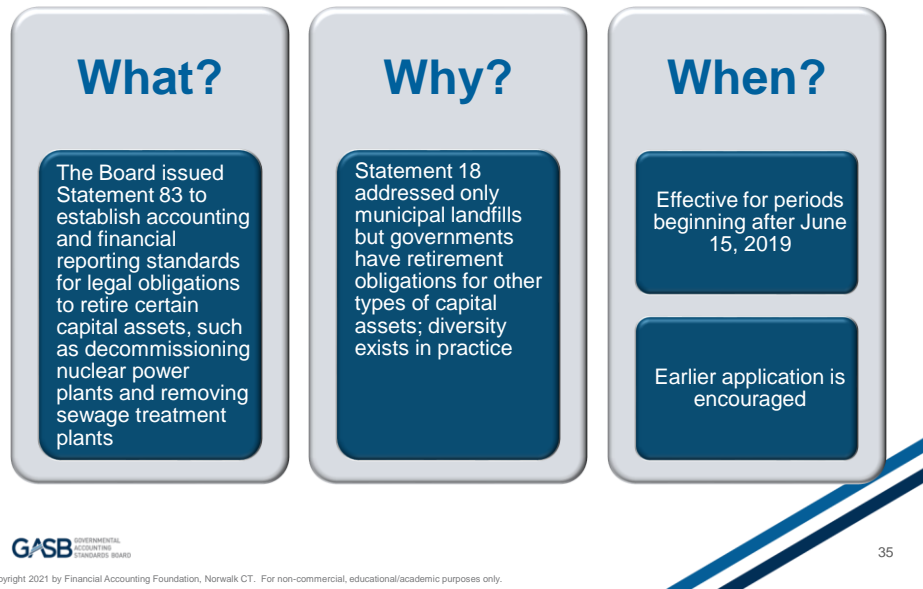 What?
The Board issued
Statement 83 to
establish accounting
and financial
reporting standards
for legal obligations
to retire certain
capital assets, such
as decommissioning
nuclear power
plants and removing
sewage treatment
plants
Why?
Statement 18
addressed only
municipal landfills
but governments
have retirement
obligations for other
types of capital
assets; diversity
exists in practice
When?
Effective for periods
beginning after June
15, 2019
Earlier application is
encouraged
GASB
GOVERNMENTAL
ACCOUNTING
STANDARDS BOARD
35
pyright 2021 by Financial Accounting Foundation, Norwalk CT. For non-commercial, educational/academic purposes only.